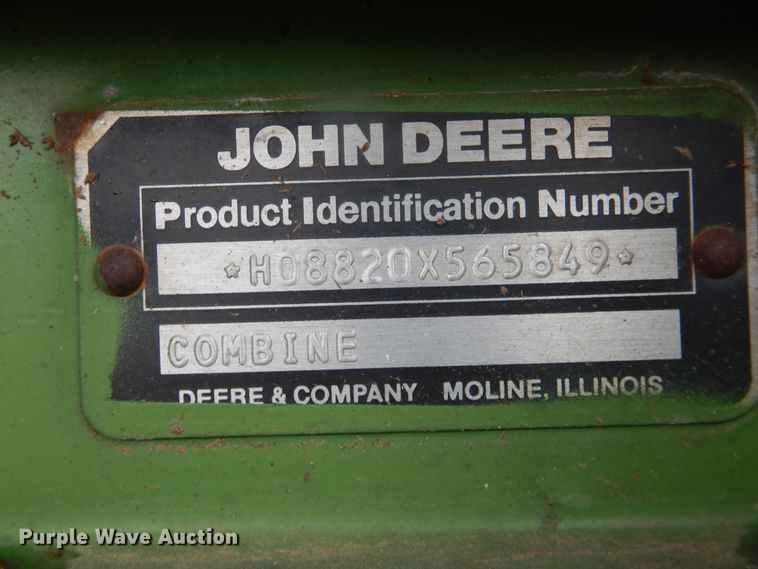 JOHN DEERE
Product Identification Number
*H08820X565849*
COMBINE
DEERE & COMPANY MOLINE, ILLINOIS
Purple Wave Auction